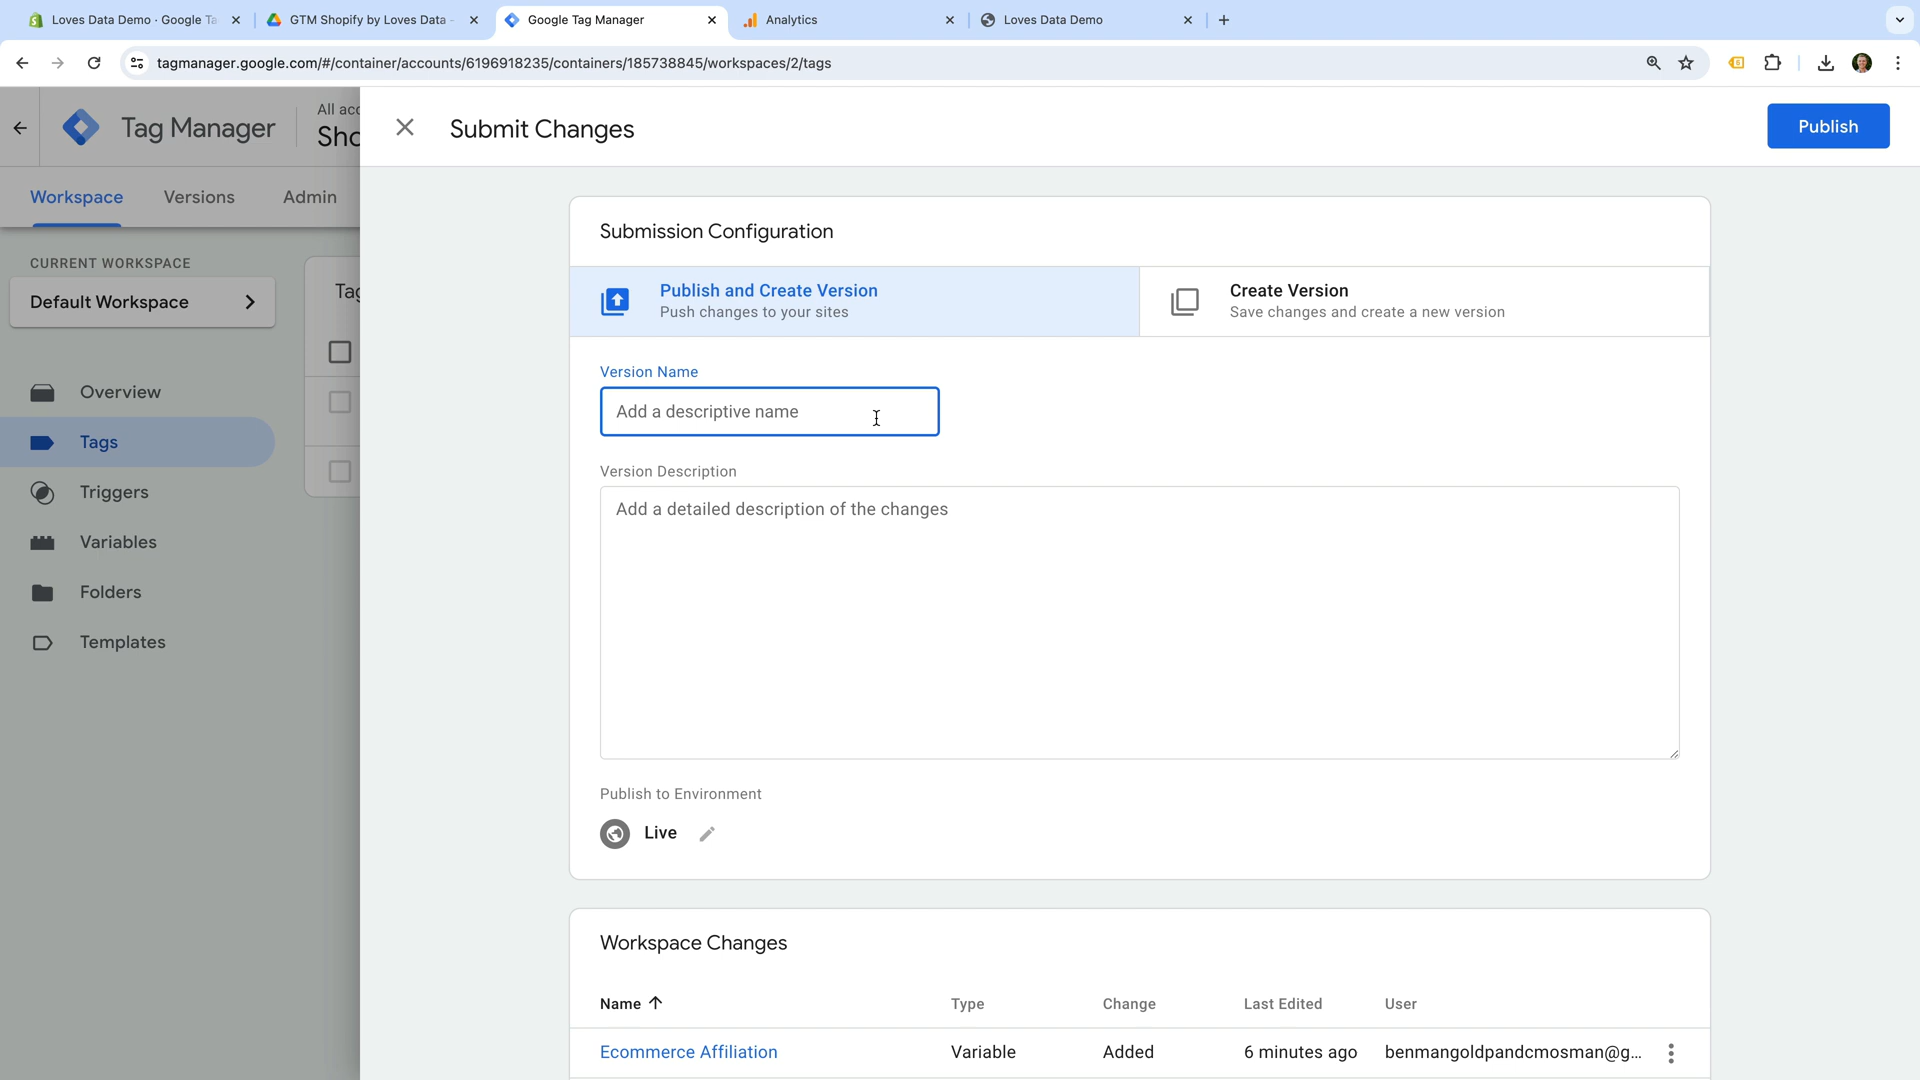 Loves Data Demo · Google Ta
GTM Shopify by Loves Data -
Google Tag Manager
Analytics
Loves Data Demo
tagmanager.google.com/#/container/accounts/6196918235/containers/185738845/workspaces/2/tags
Tag Manager
All acc
Sho
Submit Changes
Publish
Workspace
Versions
Admin
CURRENT WORKSPACE
Default Workspace
Tag
Overview
Tags
Triggers
Variables
Folders
Templates
Submission Configuration
Publish and Create Version
Push changes to your sites
Create Version
Save changes and create a new version
Version Name
Add a descriptive name
Version Description
Add a detailed description of the changes
Publish to Environment
Live
Workspace Changes
Name Type Change Last Edited User
Ecommerce Affiliation Variable Added 6 minutes ago benmangoldpandcmosman@g...